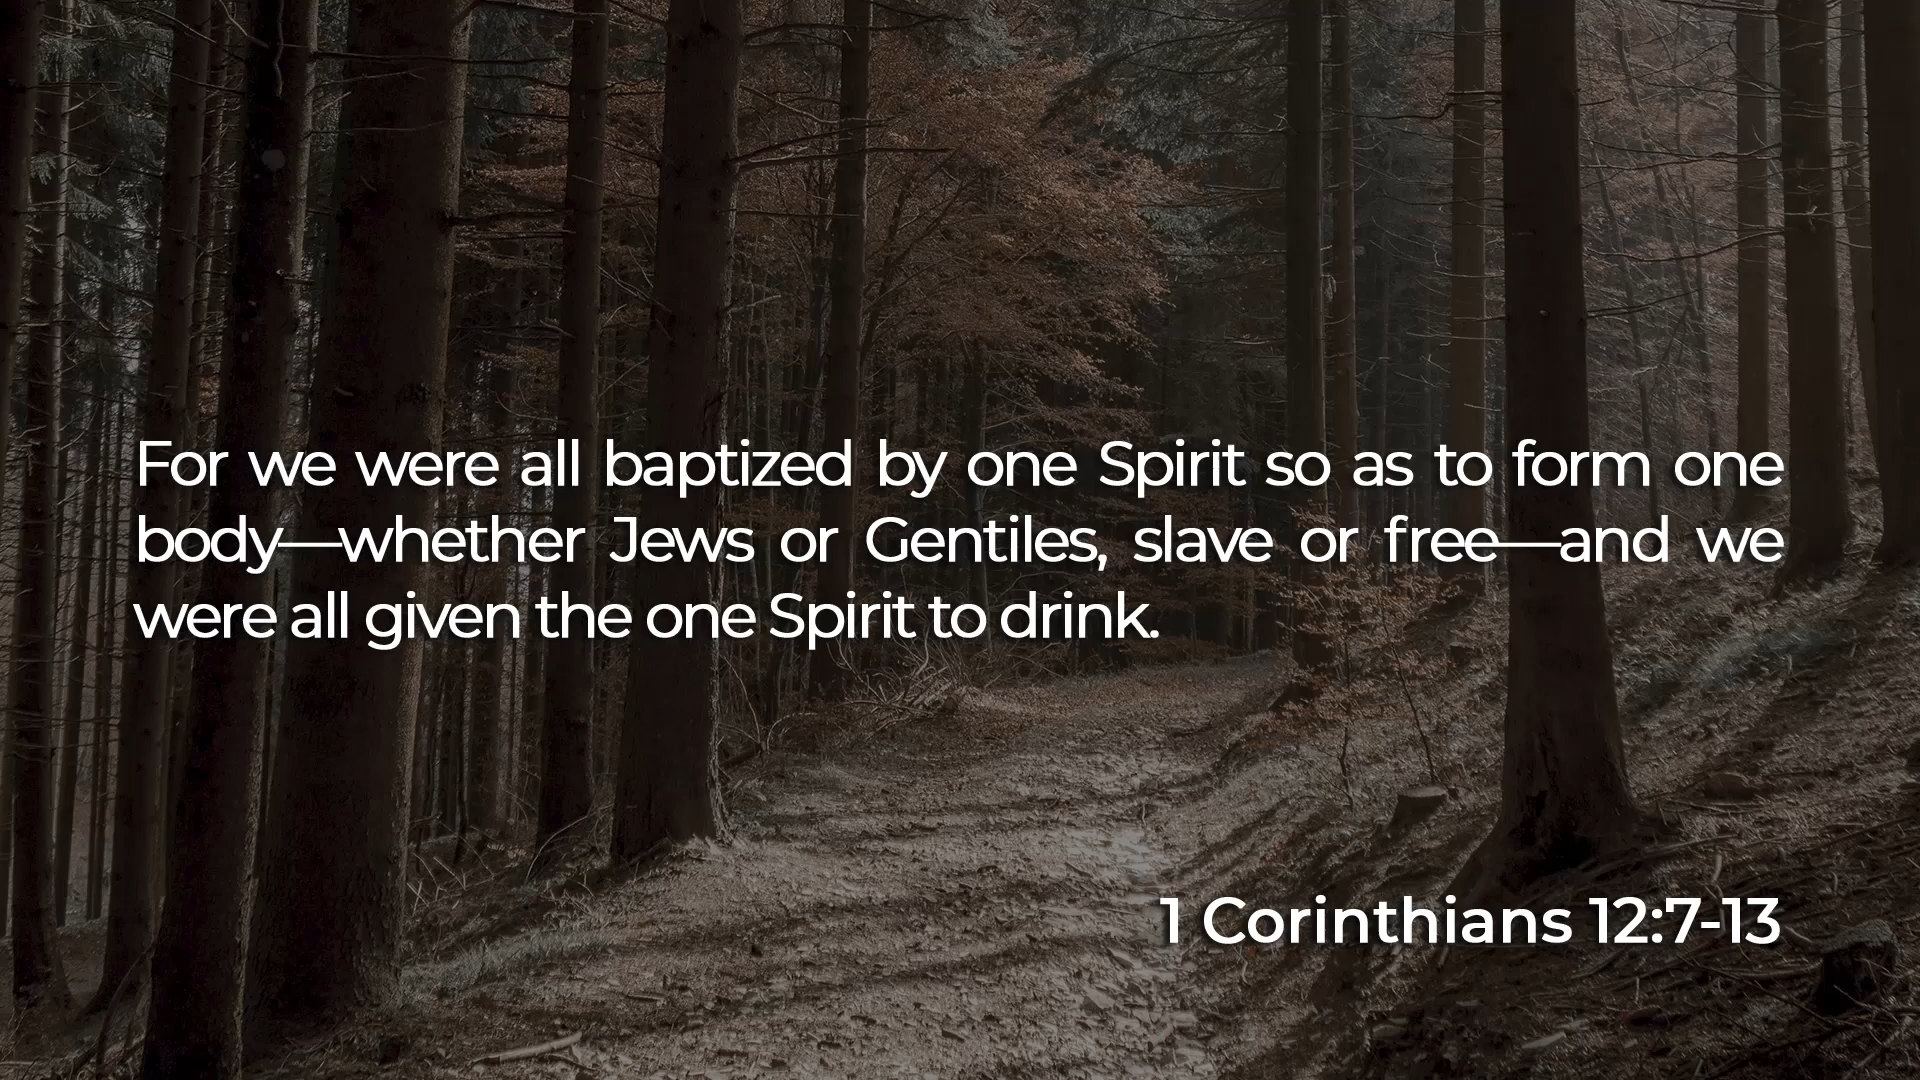 For we were all baptized by one Spirit so as to form one
body—whether Jews or Gentiles, slave or free—and we
were all given the one Spirit to drink.
1 Corinthians 12:7-13